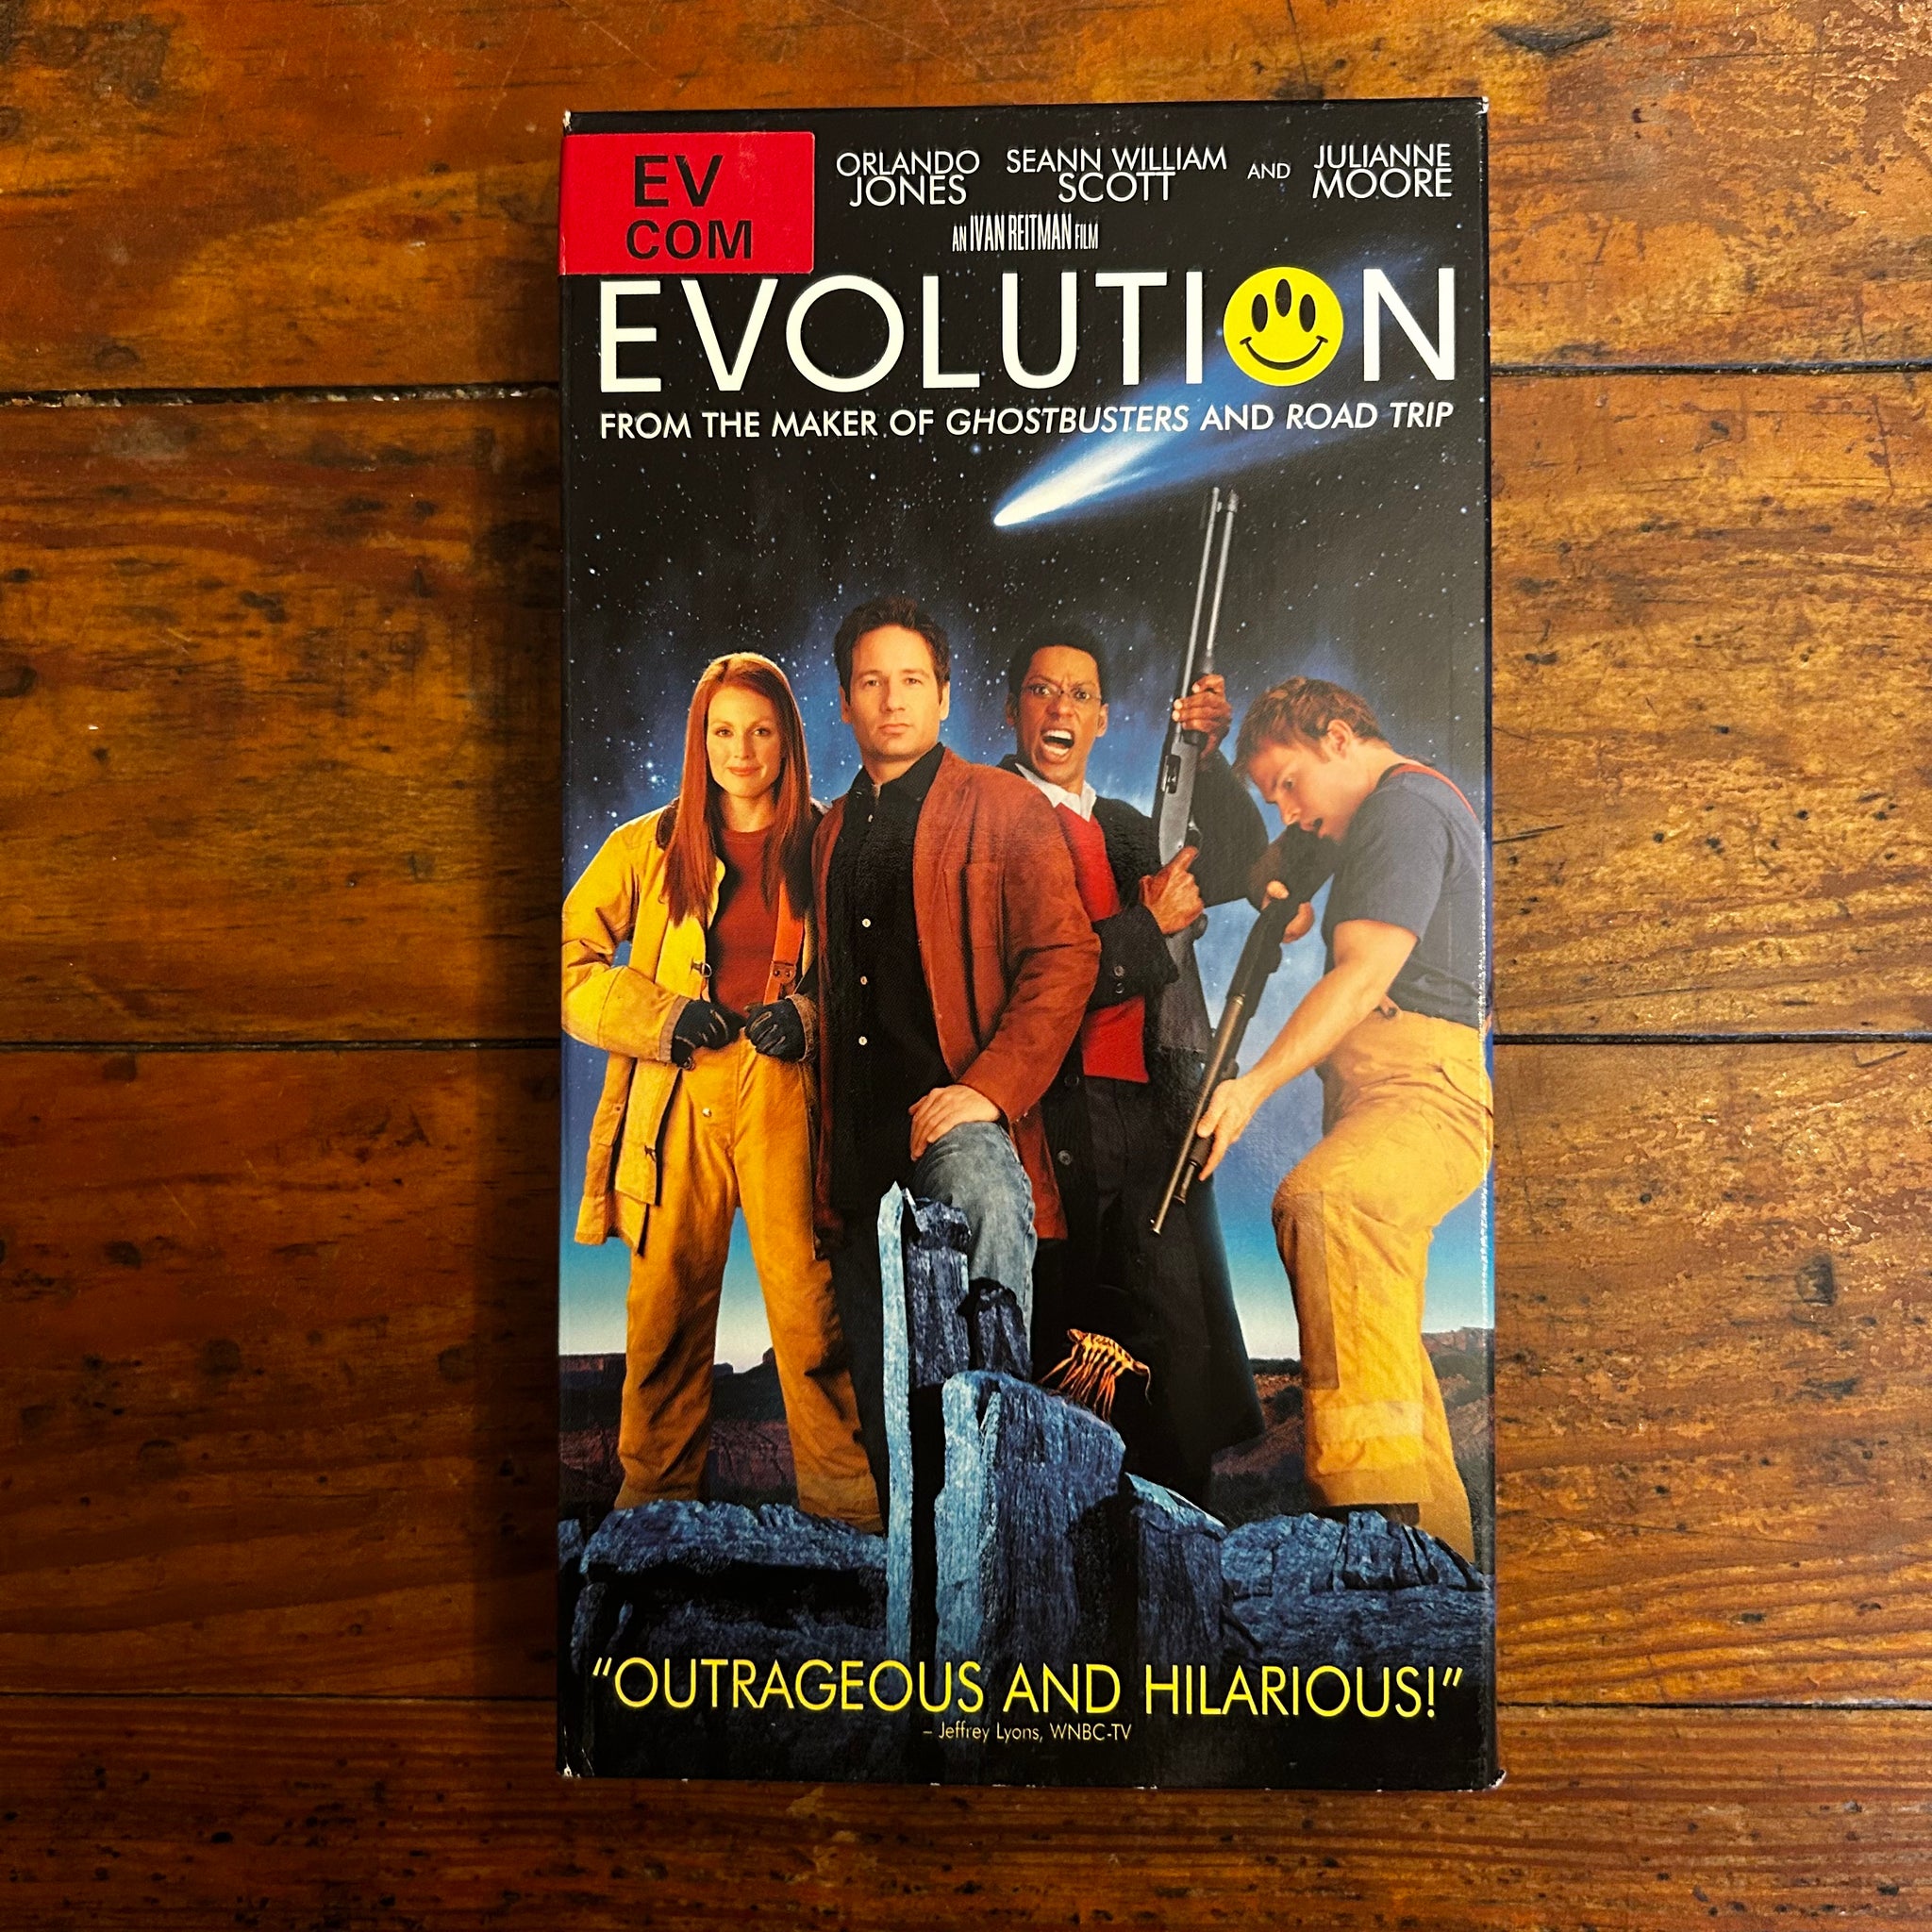 EV
COM
ORLANDO
JONES
SEANN WILLIAM
SCOTT
AND
JULIANNE
MOORE
AN IVAN REITMAN FILM
EVOLUTION
FROM THE MAKER OF GHOSTBUSTERS AND ROAD TRIP
“OUTRAGEOUS AND HILARIOUS!”
– Jeffrey Lyons, WNBC-TV